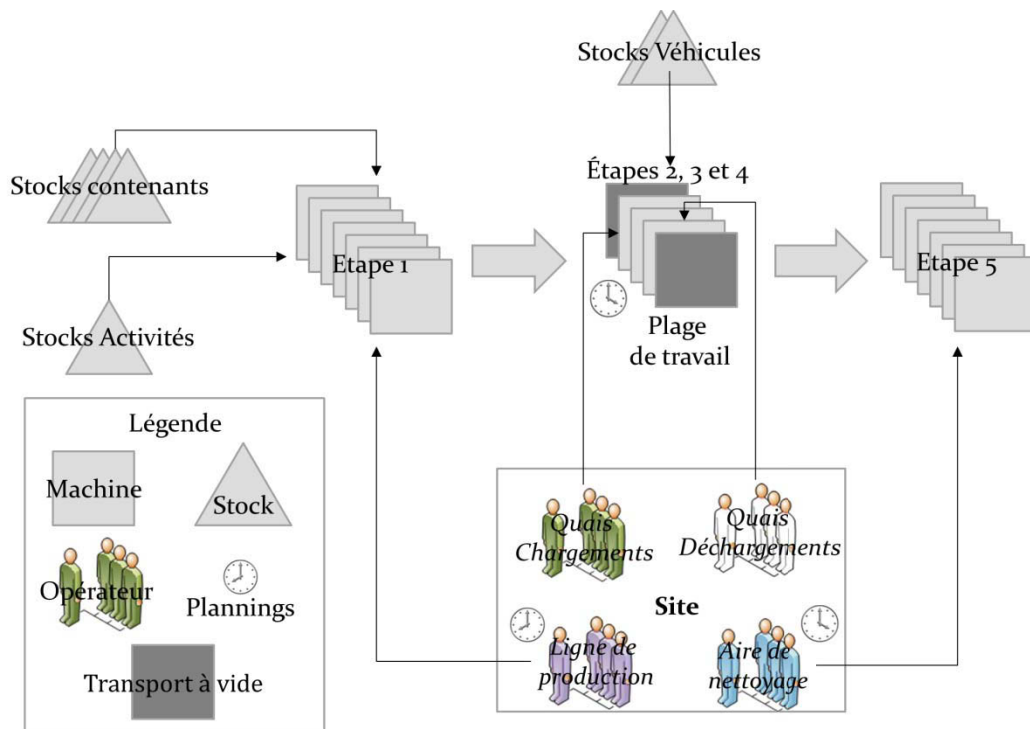 Stocks Véhicules
Stocks contenants
Étapes 2, 3 et 4
Etape 1
Etape 5
Stocks Activités
Plage
de travail
Légende
Machine
Stock
Opérateur
Plannings
Transport à vide
Quais
Chargements
Quais
Déchargements
Site
Ligne de
production
Aire de
nettoyage